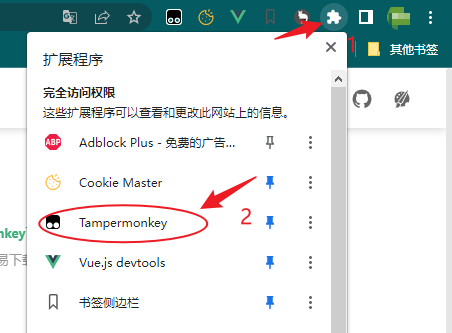 1
其他书签
扩展程序
完全访问权限
这些扩展程序可以查看和更改此网站上的信息。
ABP Adblock Plus - 免费的广告...
Cookie Master
2
Tampermonkey
nkey
Vue.js devtools
易下载
书签侧边栏